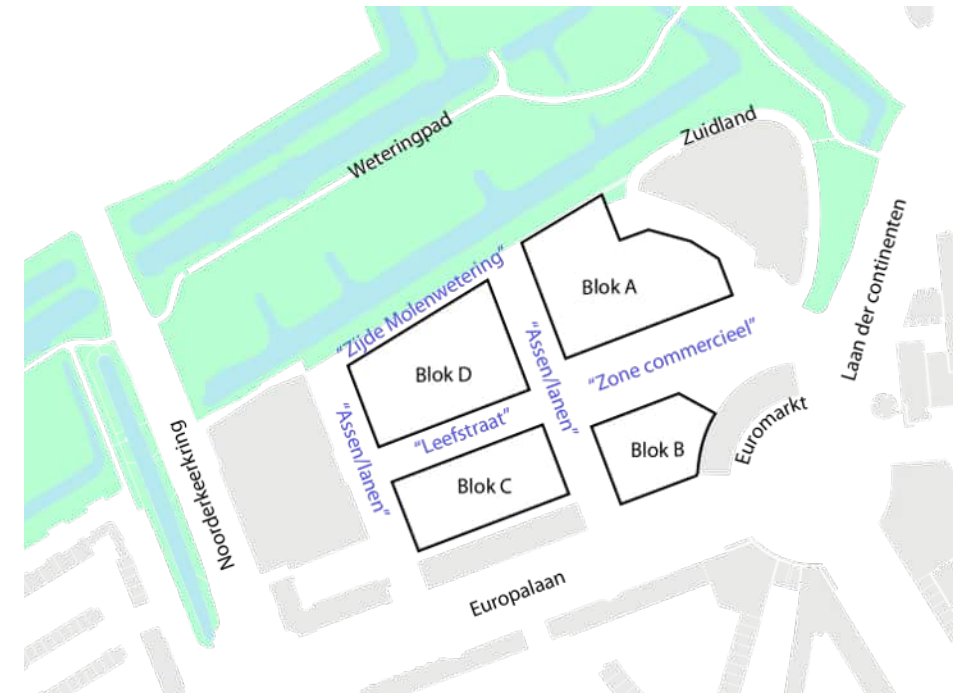 Weteringpad
Zuidland
"Zijde Molenwetering"
Blok A
Laan der continenten
"Assen/lanen"
"Zone commercieel"
Blok D
"Assen/lanen"
"Leefstraat"
Blok B
Euromarkt
Blok C
Noorderkeerkring
Europalaan